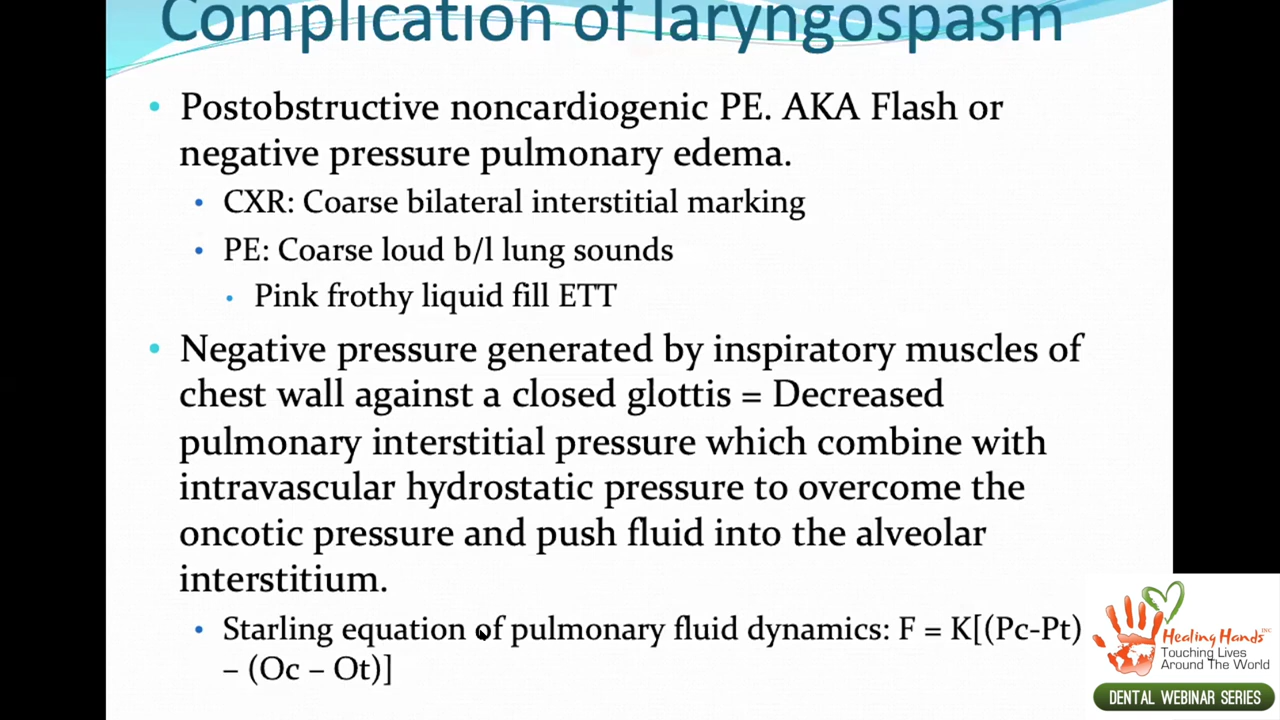 Complication of laryngospasm
• Postobstructive noncardiogenic PE. AKA Flash or
negative pressure pulmonary edema.
• CXR: Coarse bilateral interstitial marking
• PE: Coarse loud b/l lung sounds
• Pink frothy liquid fill ETT
• Negative pressure generated by inspiratory muscles of
chest wall against a closed glottis = Decreased
pulmonary interstitial pressure which combine with
intravascular hydrostatic pressure to overcome the
oncotic pressure and push fluid into the alveolar
interstitium.
• Starling equation of pulmonary fluid dynamics: F = K[(Pc-Pt)
– (Oc – Ot)]
Healing Hands INC
Touching Lives
Around The World
DENTAL WEBINAR SERIES